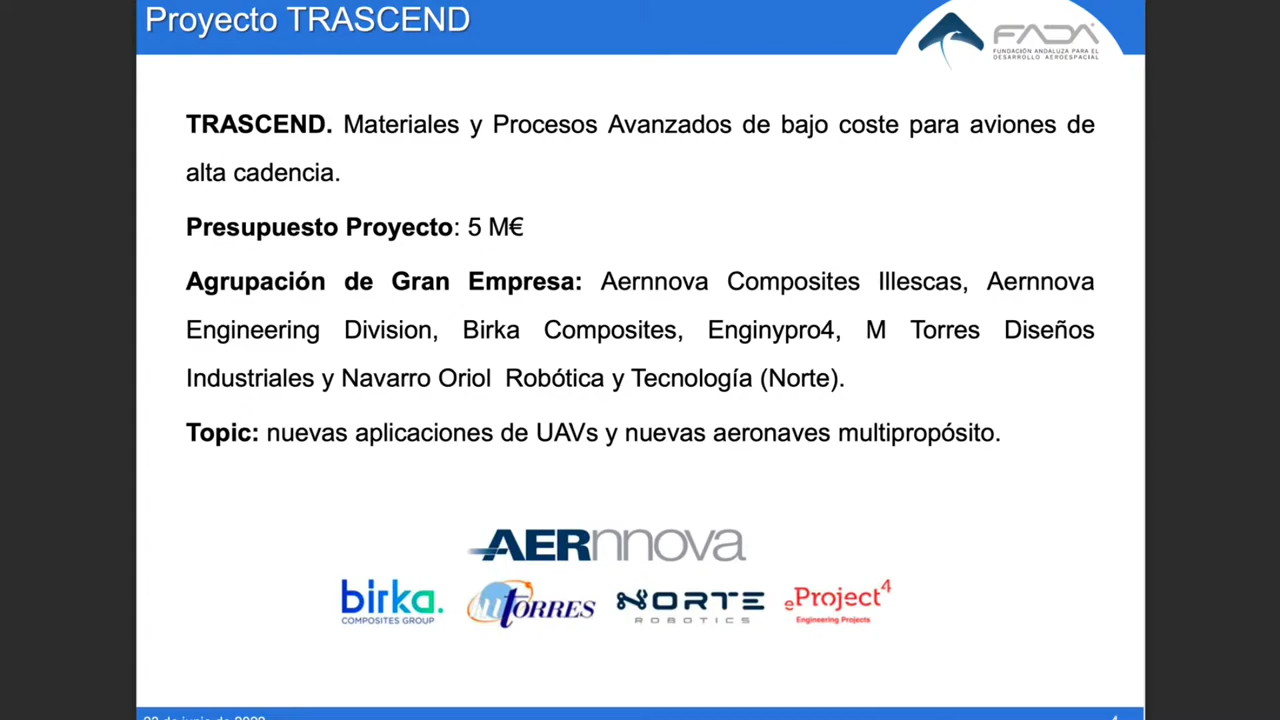 Proyecto TRASCEND
FADA
FUNDACIÓN ANDALUZA PARA EL
DESARROLLO AEROESPACIAL
TRASCEND. Materiales y Procesos Avanzados de bajo coste para aviones de
alta cadencia.
Presupuesto Proyecto: 5 M€
Agrupación de Gran Empresa: Aernnova Composites Illescas, Aernnova
Engineering Division, Birka Composites, Enginypro4, M Torres Diseños
Industriales y Navarro Oriol Robótica y Tecnología (Norte).
Topic: nuevas aplicaciones de UAVs y nuevas aeronaves multipropósito.
AERnnova
birka.
COMPOSITES GROUP
mTORRES
NORTE
ROBOTICS
eProject4
Engineering Projects